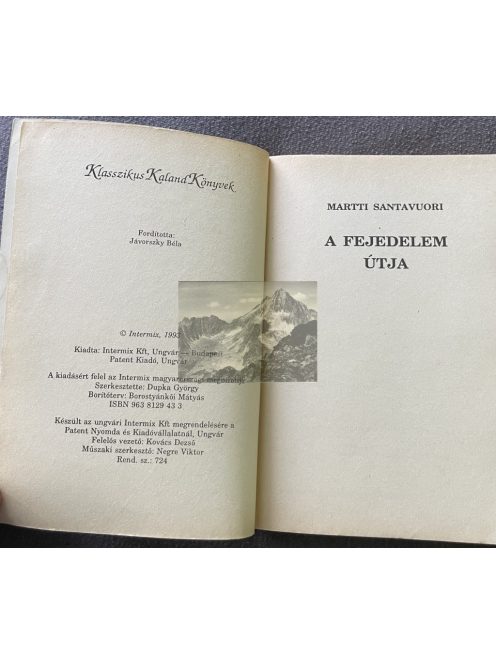 Klasszikus Kaland Könyvek
Fordította:
Jávorszky Béla
© Intermix, 1993
Kiadta: Intermix Kft, Ungvár — Budapest
Patent Kiadó, Ungvár
A kiadásért felel az Intermix magyarországi
Szerkesztette: Dupka György
Borítóterv: Borostyánkői Mátyás
ISBN 963 8129 43 3
Készült az ungvári Intermix Kft megrendelésére a
Patent Nyomda és Kiadóvállalatnál, Ungvár
Felelős vezető: Kovács Dezső
Műszaki szerkesztő: Negre Viktor
Rend. sz.: 724
MARTTI SANTAVUORI
A FEJEDELEM
ÚTJA